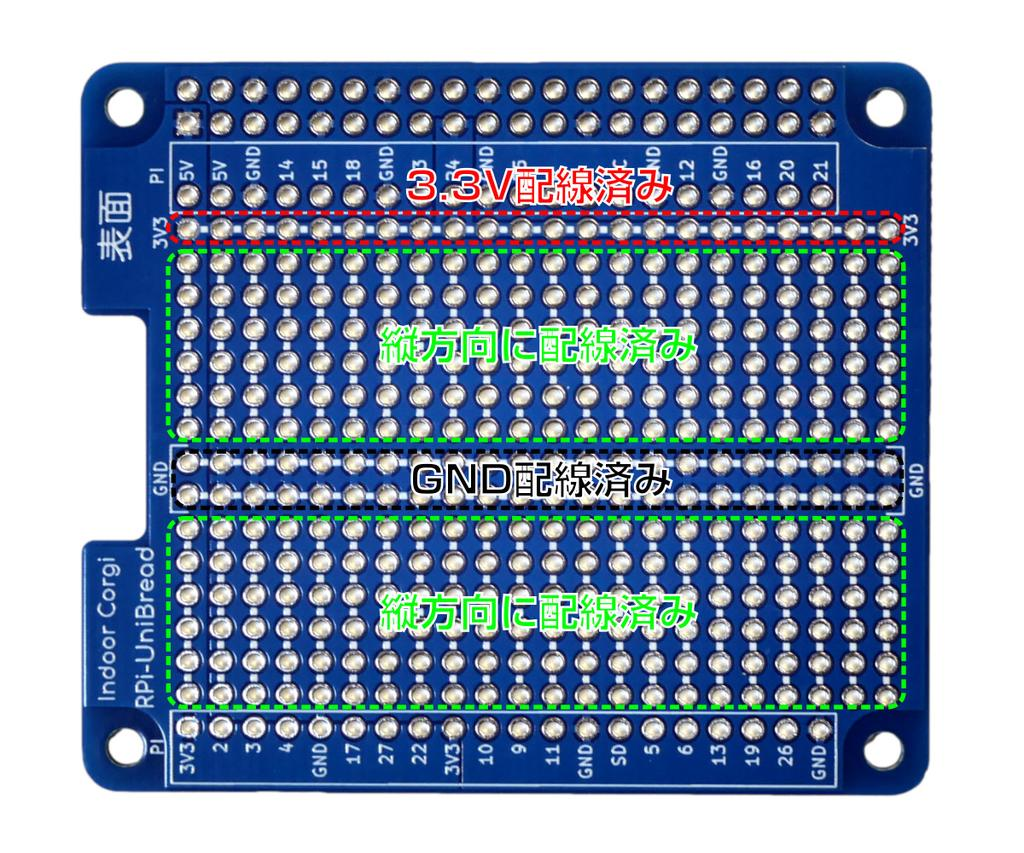 PI 5V 5V GND 14 15 18 GND 12 GND 16 20 21
3.3V配線済み
表面
3V3 3V3
縦方向に配線済み
GND GND配線済み GND
縦方向に配線済み
Indoor Corgi
RPi-UniBread
PI 3V3 2 3 4 GND 17 27 22 3V3 10 9 11 GND SD 5 6 13 19 26 GND